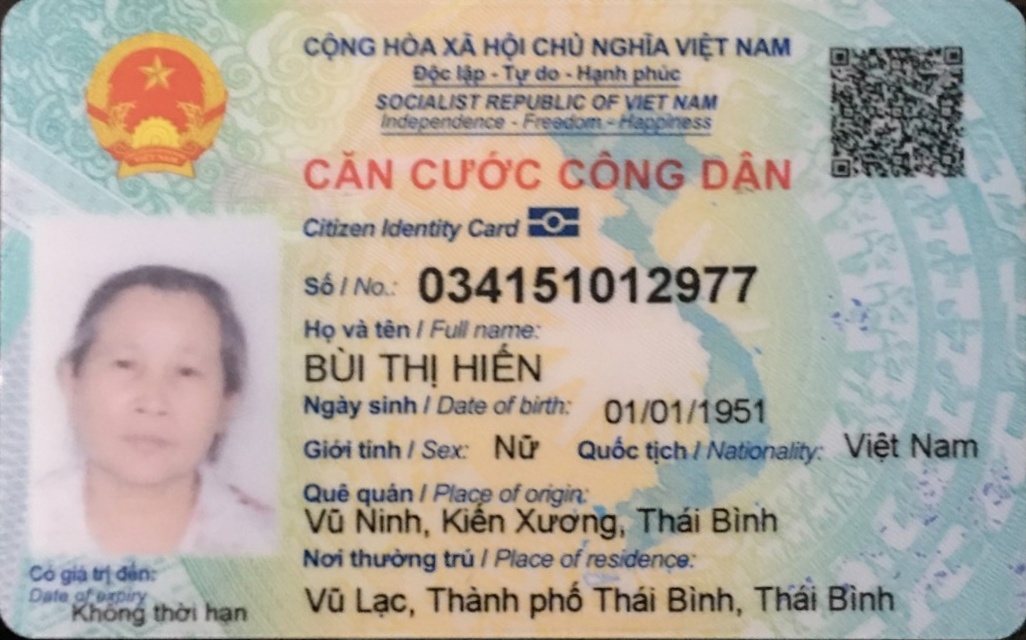 CỘNG HÒA XÃ HỘI CHỦ NGHĨA VIỆT NAM
Độc lập - Tự do - Hạnh phúc
SOCIALIST REPUBLIC OF VIET NAM
Independence - Freedom - Happiness
CĂN CƯỚC CÔNG DÂN
Citizen Identity Card
Số / No.: 034151012977
Họ và tên / Full name:
BÙI THỊ HIẾN
Ngày sinh / Date of birth: 01/01/1951
Giới tính / Sex: Nữ Quốc tịch / Nationality: Việt Nam
Quê quán / Place of origin:
Vũ Ninh, Kiến Xương, Thái Bình
Nơi thường trú / Place of residence:
Vũ Lạc, Thành phố Thái Bình, Thái Bình
Có giá trị đến:
Date of expiry
Không thời hạn
VIỆT NAM